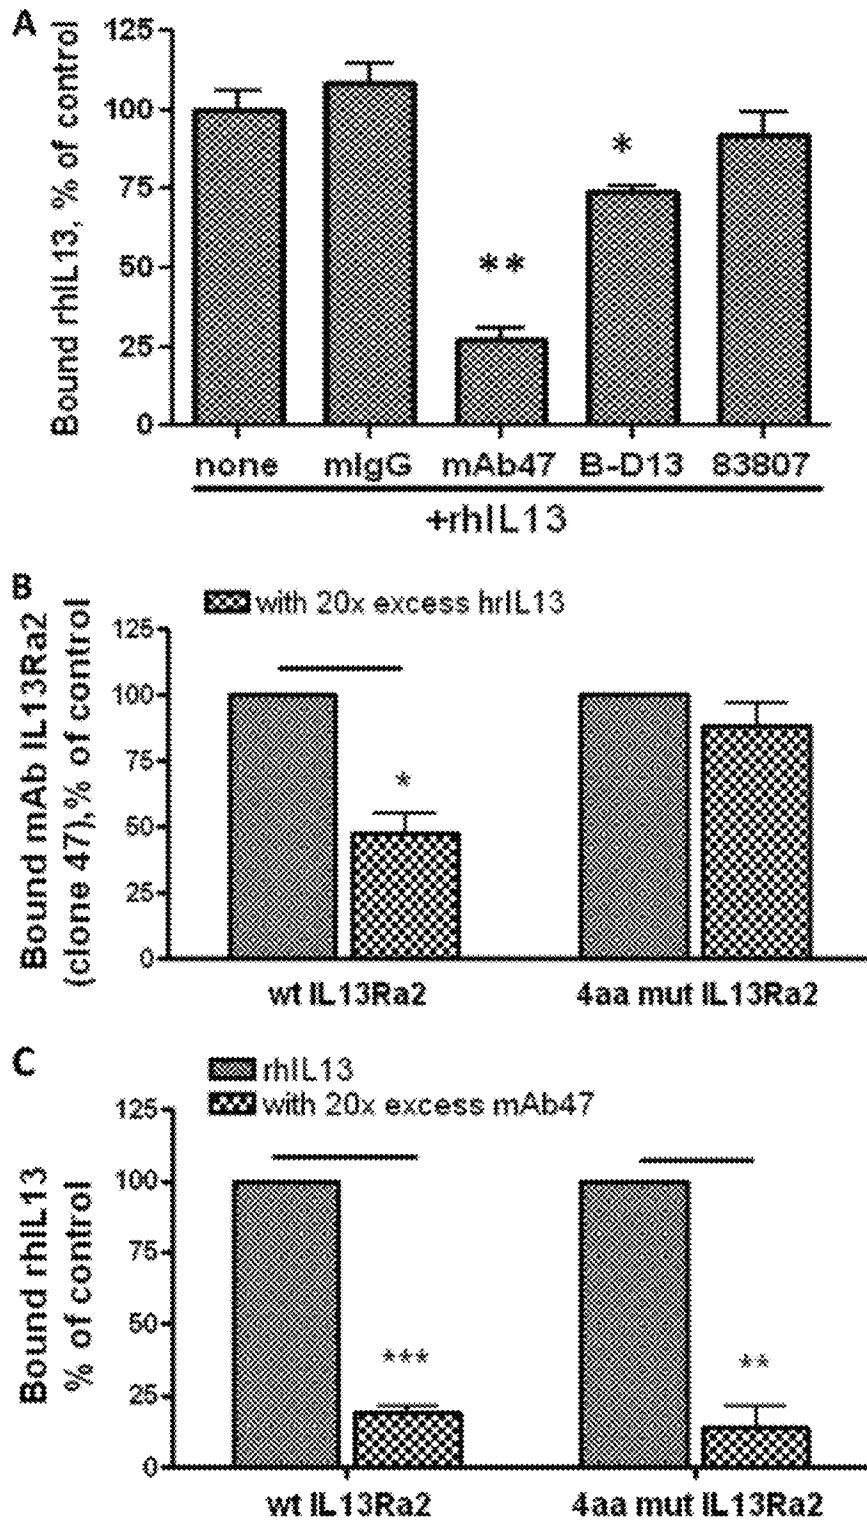 A
Bound rhIL13, % of control
125
100
75
50
25
0
*
**
none mIgG mAb47 B-D13 83807
+rhIL13
B
with 20x excess hrIL13
Bound mAb IL13Ra2
(clone 47),% of control
125
100
75
50
25
0
*
wt IL13Ra2 4aa mut IL13Ra2
C
rhIL13
with 20x excess mAb47
Bound rhIL13
% of control
125
100
75
50
25
0
***
**
wt IL13Ra2 4aa mut IL13Ra2